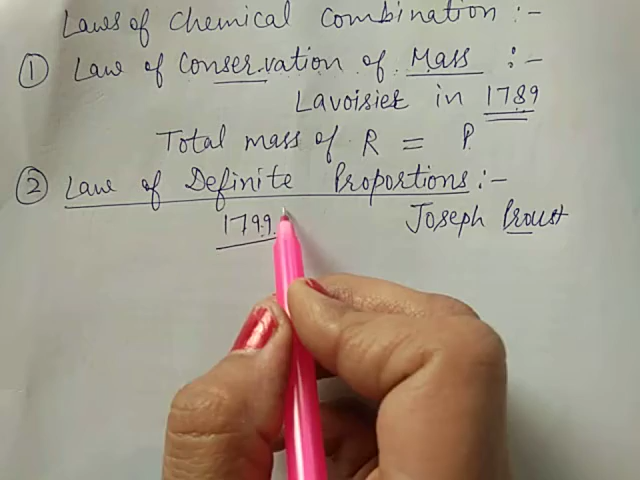 Laws of Chemical Combination :-
① Law of Conservation of Mass :-
Lavoisier in 1789
Total mass of R = P
② Law of Definite Proportions :-
1799 Joseph Proust